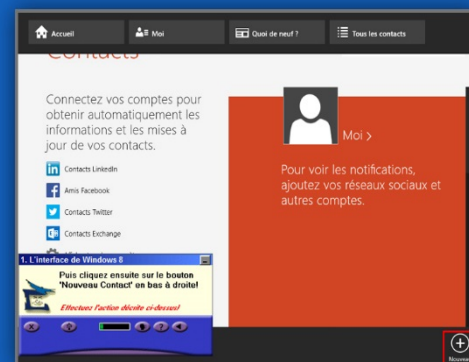 Accueil
Moi
Quoi de neuf ?
Tous les contacts
Contacts
Connectez vos comptes pour
obtenir automatiquement les
informations et les mises à
jour de vos contacts.
in Contacts LinkedIn
f Amis Facebook
Contacts Twitter
Contacts Exchange
Moi >
Pour voir les notifications,
ajoutez vos réseaux sociaux et
autres comptes.
1. L'interface de Windows 8
Puis cliquez ensuite sur le bouton
'Nouveau Contact' en bas à droite!
Effectuez l'action décrite ci-dessus!
Nouveau